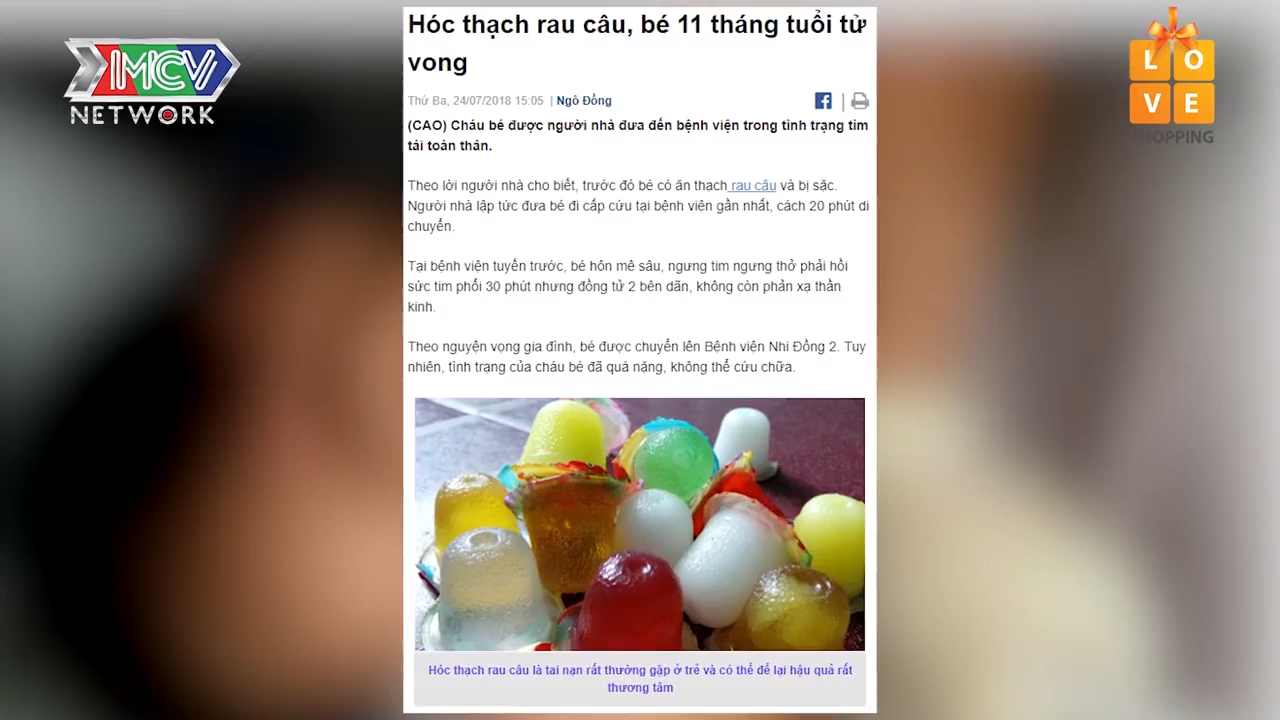 Hóc thạch rau câu, bé 11 tháng tuổi tử
vong
Thứ Ba, 24/07/2018 15:05 | Ngô Đồng
(CAO) Cháu bé được người nhà đưa đến bệnh viện trong tình trạng tím
tái toàn thân.
Theo lời người nhà cho biết, trước đó bé có ăn thạch rau câu và bị sặc.
Người nhà lập tức đưa bé đi cấp cứu tại bệnh viện gần nhất, cách 20 phút di
chuyển.
Tại bệnh viện tuyến trước, bé hôn mê sâu, ngưng tim ngưng thở phải hồi
sức tim phổi 30 phút nhưng đồng tử 2 bên dãn, không còn phản xạ thần
kinh.
Theo nguyện vọng gia đình, bé được chuyển lên Bệnh viện Nhi Đồng 2. Tuy
nhiên, tình trạng của cháu bé đã quá nặng, không thể cứu chữa.
Hóc thạch rau câu là tai nạn rất thường gặp ở trẻ và có thể để lại hậu quả rất
thương tâm
MCV
NETWORK
LO
VE
SHOPPING